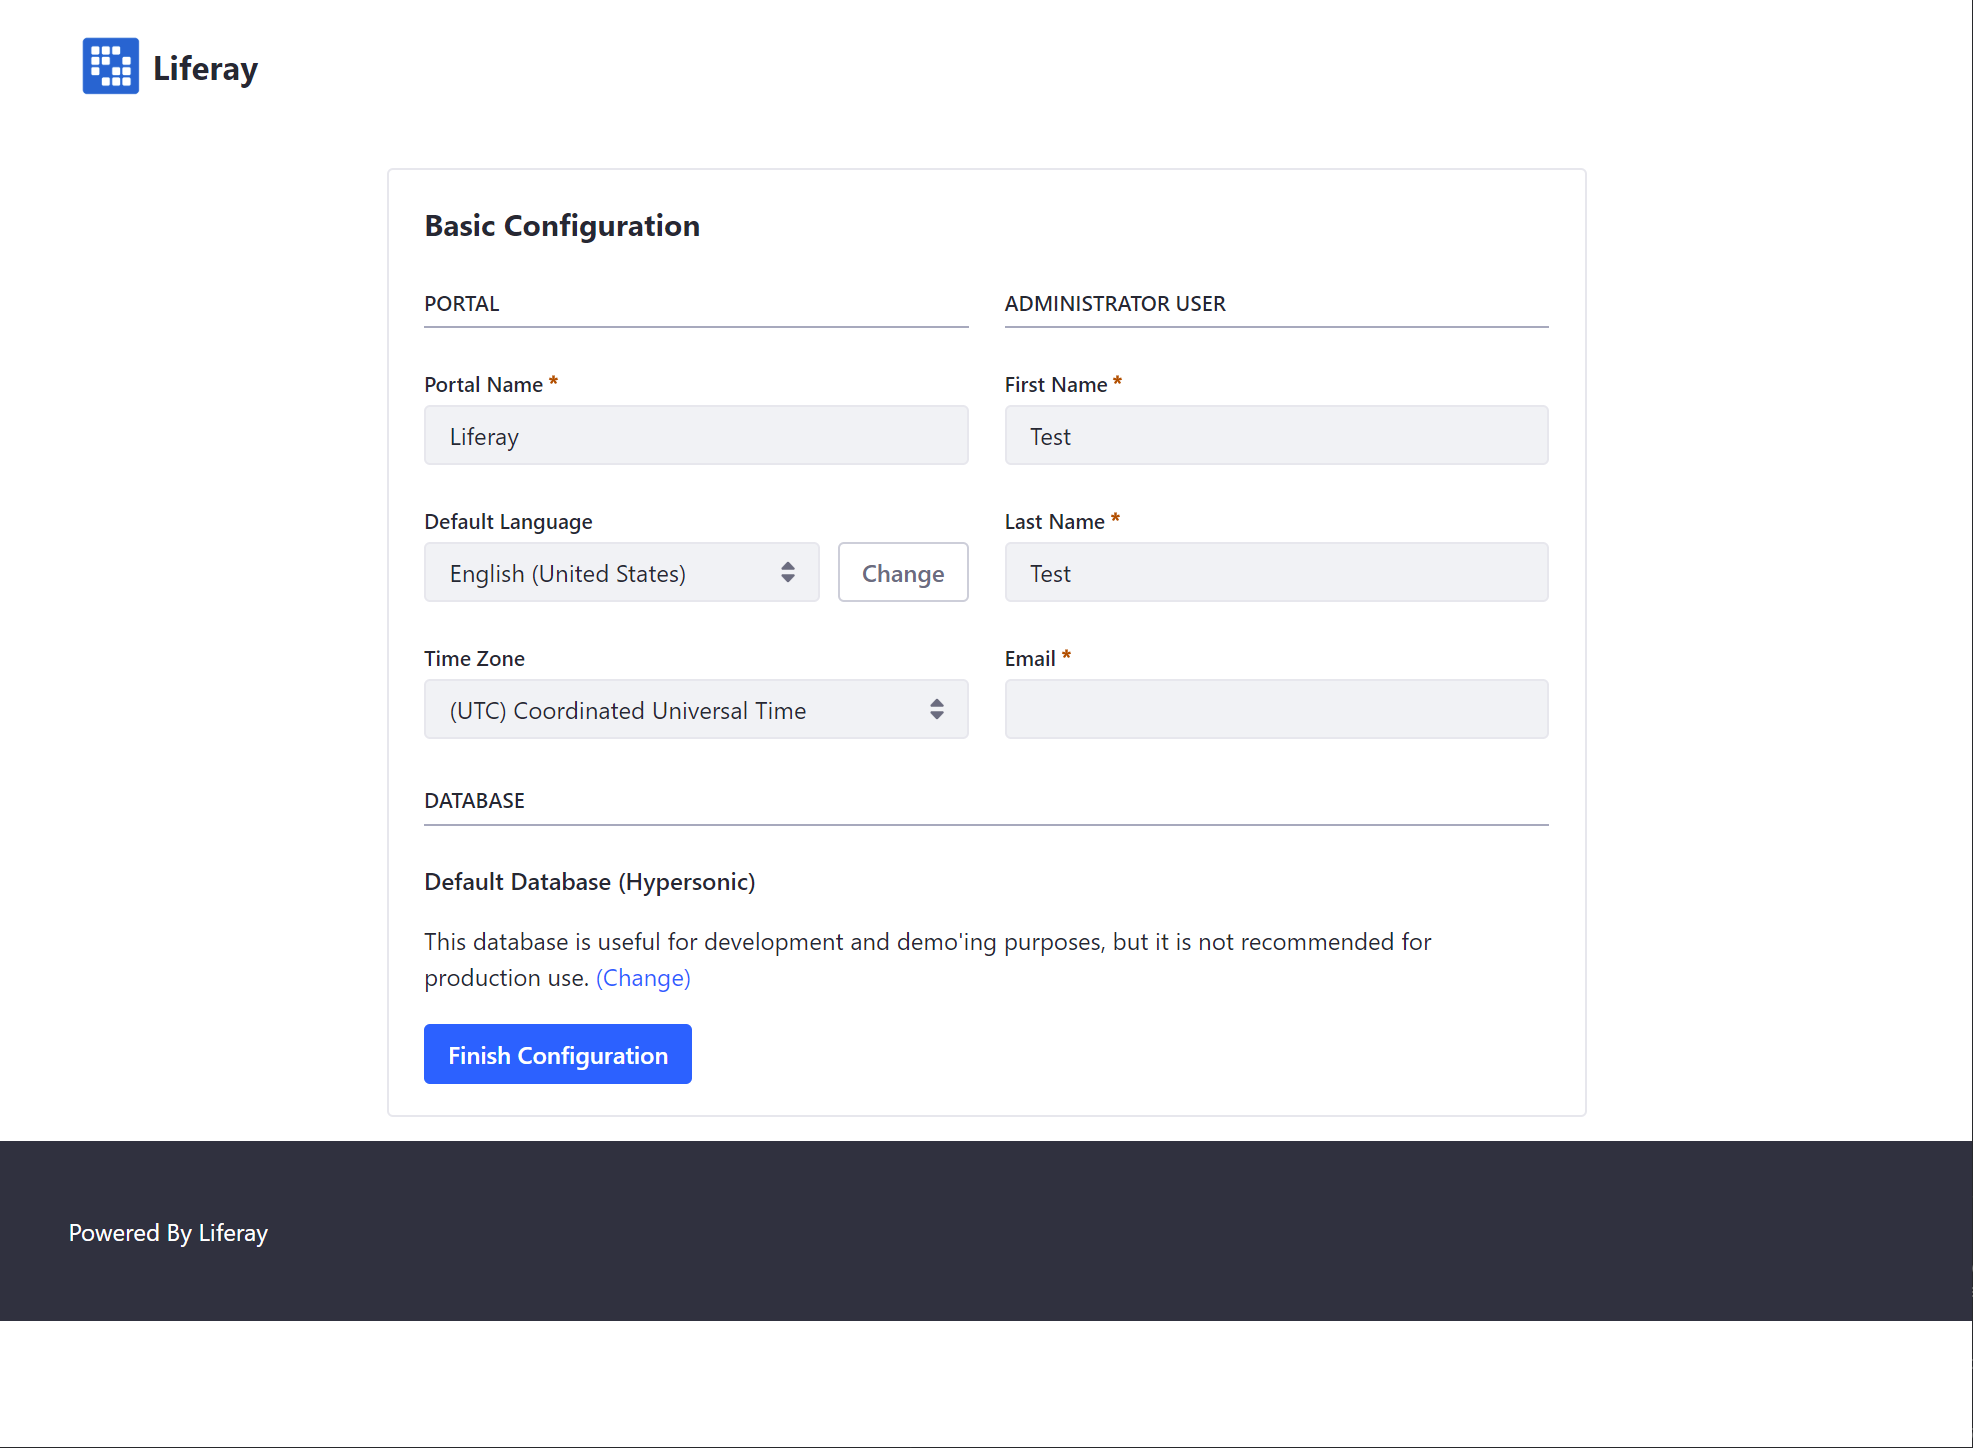 Liferay
Basic Configuration
PORTAL
Portal Name *
Liferay
Default Language
English (United States)
Change
Time Zone
(UTC) Coordinated Universal Time
ADMINISTRATOR USER
First Name *
Test
Last Name *
Test
Email *
DATABASE
Default Database (Hypersonic)
This database is useful for development and demo'ing purposes, but it is not recommended for
production use. (Change)
Finish Configuration
Powered By Liferay